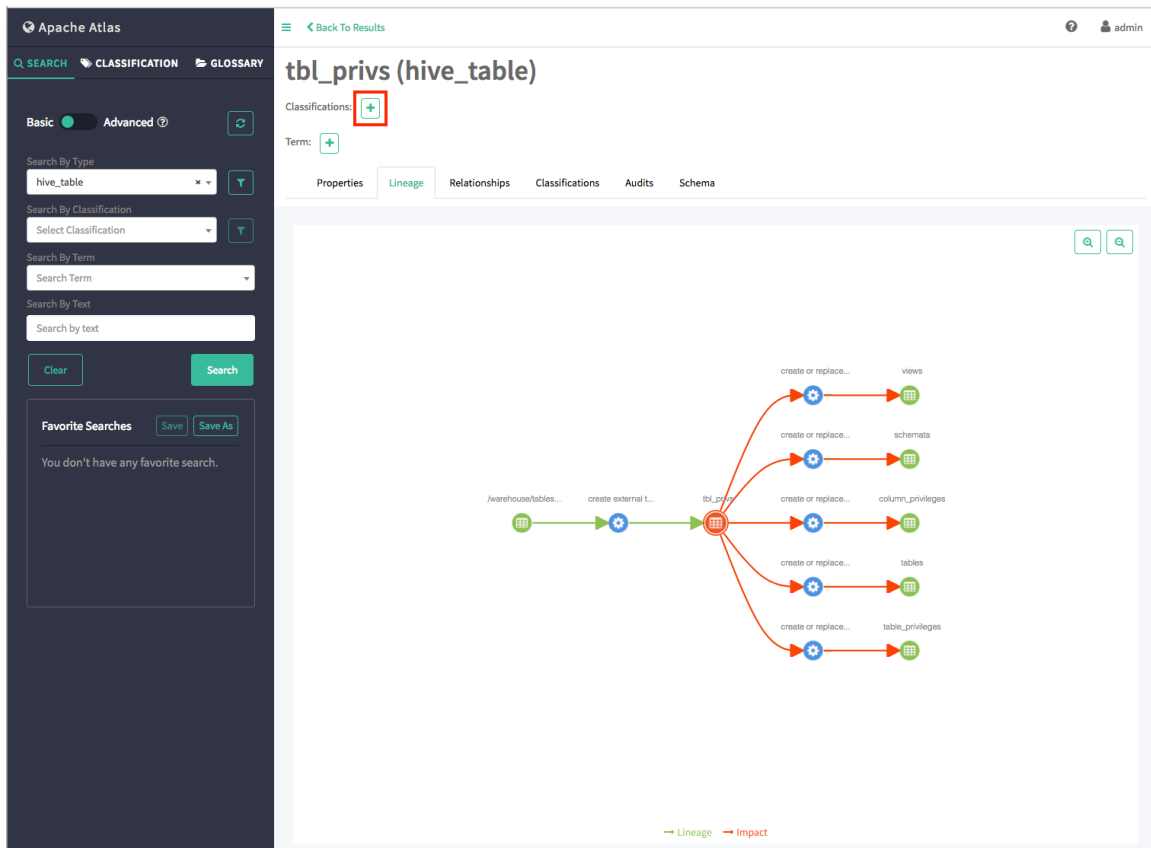 Apache Atlas
SEARCH CLASSIFICATION GLOSSARY
Basic Advanced
Search By Type
hive_table
Search By Classification
Select Classification
Search By Term
Search Term
Search By Text
Search by text
Clear Search
Favorite Searches Save Save As
You don't have any favorite search.
Back To Results admin
tbl_privs (hive_table)
Classifications:
Term:
Properties Lineage Relationships Classifications Audits Schema
create or replace... views
create or replace... schemata
/warehouse/tables... create external t... tbl_privs create or replace... column_privileges
create or replace... tables
create or replace... table_privileges
Lineage Impact